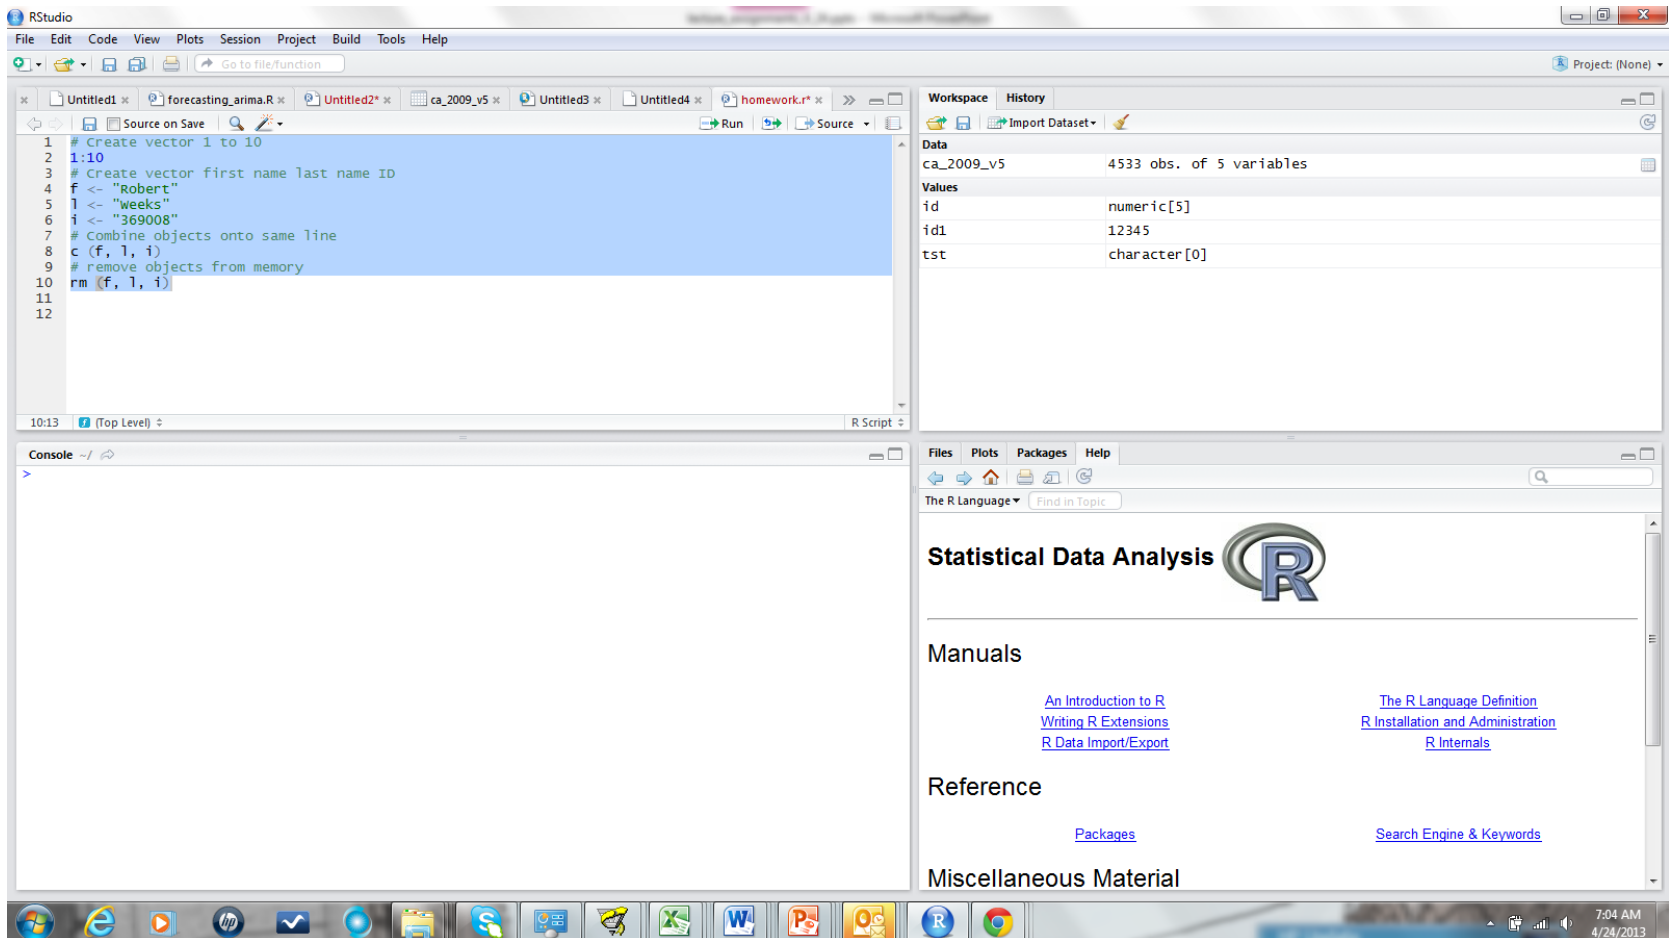 RStudio
File Edit Code View Plots Session Project Build Tools Help
Go to file/function
Project: (None)
Untitled1 forecasting_arima.R Untitled2* ca_2009_v5 Untitled3 Untitled4 homework.r*
Source on Save Run Source
1 # Create vector 1 to 10
2 1:10
3 # Create vector first name last name ID
4 f <- "Robert"
5 l <- "Weeks"
6 i <- "369008"
7 # Combine objects onto same line
8 c (f, l, i)
9 # remove objects from memory
10 rm (f, l, i)
11
12
10:13 (Top Level) R Script
Console ~/
>
Workspace History
Import Dataset
Data
ca_2009_v5 4533 obs. of 5 variables
Values
id numeric[5]
id1 12345
tst character[0]
Files Plots Packages Help
The R Language Find in Topic
Statistical Data Analysis R
Manuals
An Introduction to R The R Language Definition
Writing R Extensions R Installation and Administration
R Data Import/Export R Internals
Reference
Packages Search Engine & Keywords
Miscellaneous Material
7:04 AM
4/24/2013